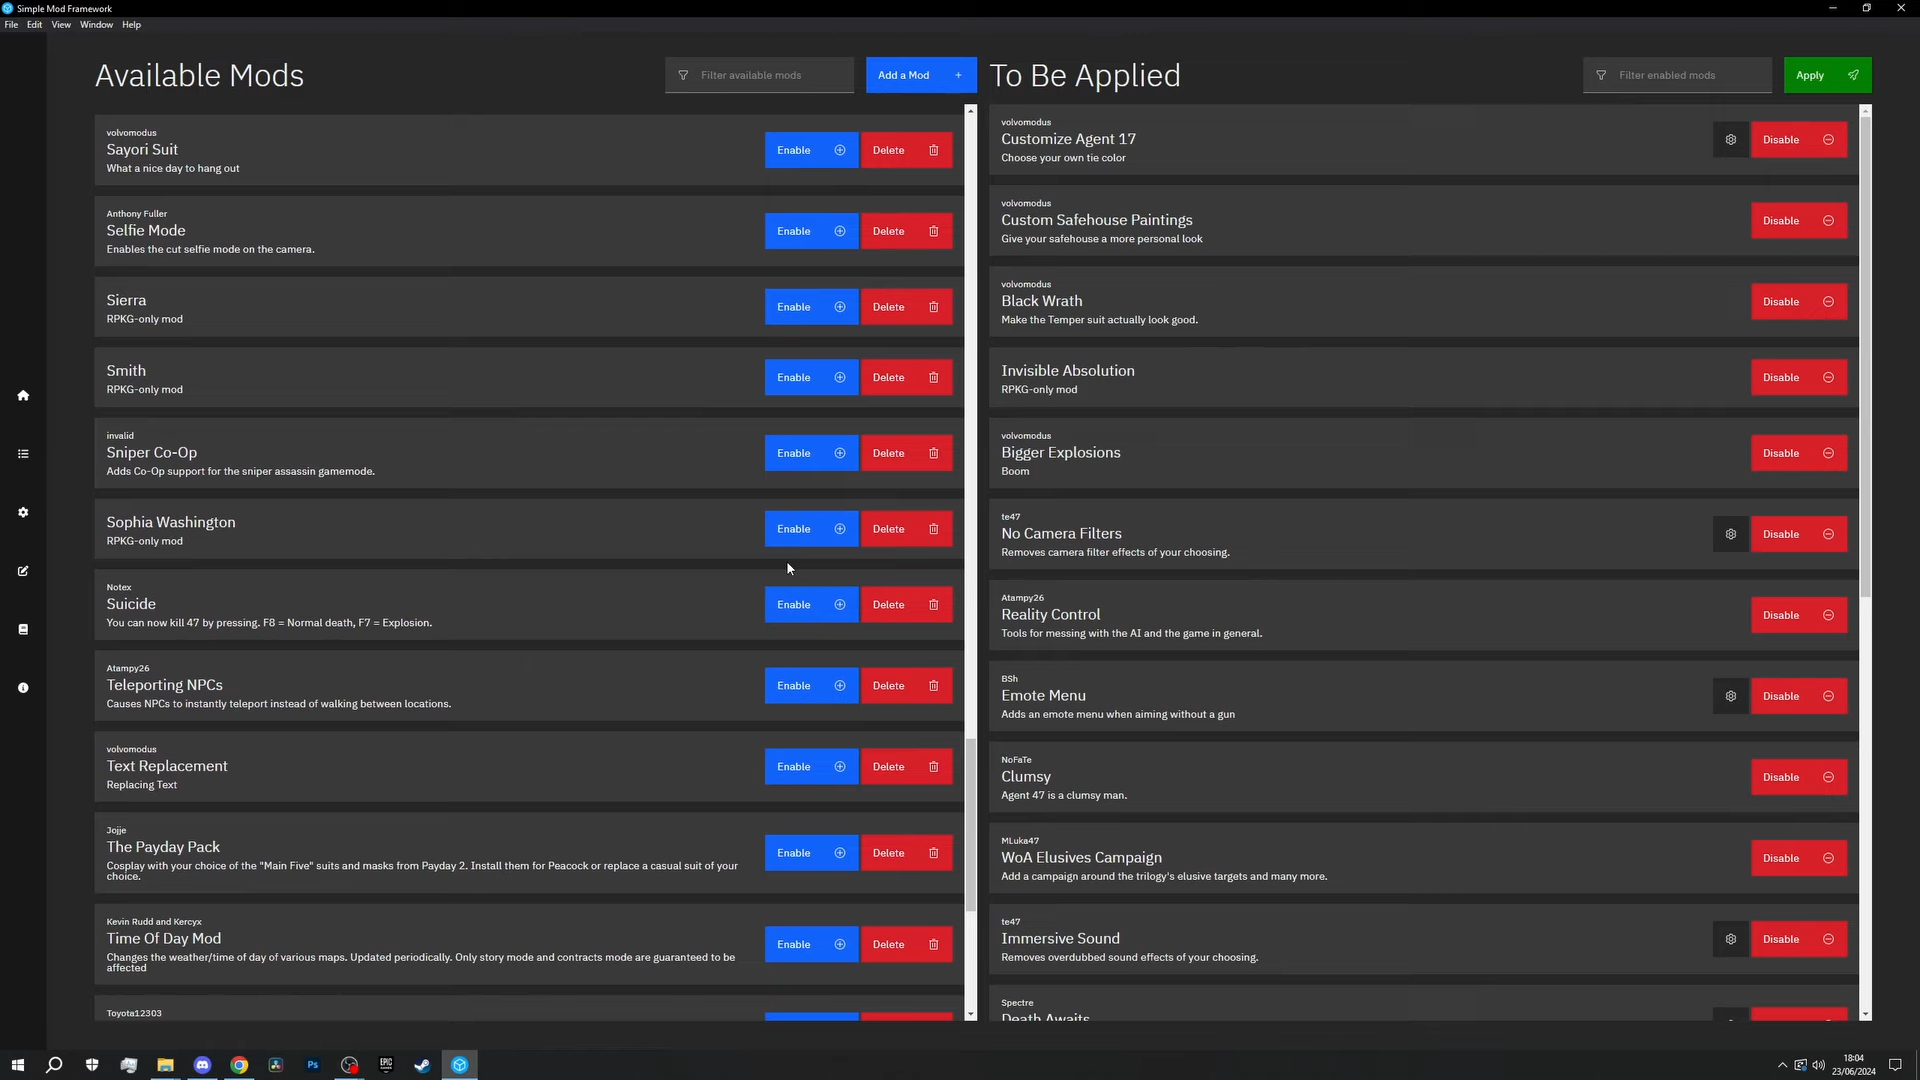 Simple Mod Framework
File Edit View Window Help
Available Mods
Filter available mods
Add a Mod +
volvomodus
Sayori Suit
What a nice day to hang out
Enable
Delete
Anthony Fuller
Selfie Mode
Enables the cut selfie mode on the camera.
Enable
Delete
Sierra
RPKG-only mod
Enable
Delete
Smith
RPKG-only mod
Enable
Delete
invalid
Sniper Co-Op
Adds Co-Op support for the sniper assassin gamemode.
Enable
Delete
Sophia Washington
RPKG-only mod
Enable
Delete
Notex
Suicide
You can now kill 47 by pressing. F8 = Normal death, F7 = Explosion.
Enable
Delete
Atampy26
Teleporting NPCs
Causes NPCs to instantly teleport instead of walking between locations.
Enable
Delete
volvomodus
Text Replacement
Replacing Text
Enable
Delete
Jojje
The Payday Pack
Cosplay with your choice of the "Main Five" suits and masks from Payday 2. Install them for Peacock or replace a casual suit of your
choice.
Enable
Delete
Kevin Rudd and Kercyx
Time Of Day Mod
Changes the weather/time of day of various maps. Updated periodically. Only story mode and contracts mode are guaranteed to be
affected
Enable
Delete
Toyota12303
To Be Applied
Filter enabled mods
Apply
volvomodus
Customize Agent 17
Choose your own tie color
Disable
volvomodus
Custom Safehouse Paintings
Give your safehouse a more personal look
Disable
volvomodus
Black Wrath
Make the Temper suit actually look good.
Disable
Invisible Absolution
RPKG-only mod
Disable
volvomodus
Bigger Explosions
Boom
Disable
te47
No Camera Filters
Removes camera filter effects of your choosing.
Disable
Atampy26
Reality Control
Tools for messing with the AI and the game in general.
Disable
BSh
Emote Menu
Adds an emote menu when aiming without a gun
Disable
NoFaTe
Clumsy
Agent 47 is a clumsy man.
Disable
MLuka47
WoA Elusives Campaign
Add a campaign around the trilogy's elusive targets and many more.
Disable
te47
Immersive Sound
Removes overdubbed sound effects of your choosing.
Disable
Spectre
Death Awaits
Ps
EPIC
18:04
23/06/2024